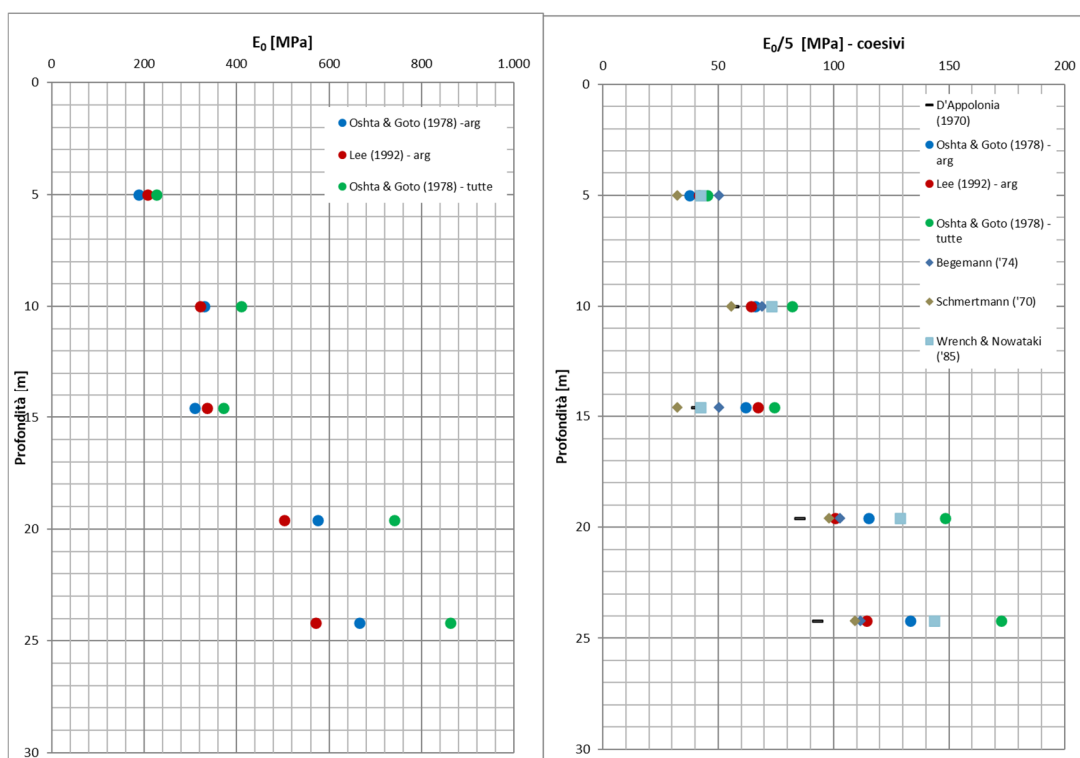 E0 [MPa]
0 200 400 600 800 1.000
0
5
10
15
20
25
30
Profondità [m]
Oshta & Goto (1978) -arg
Lee (1992) - arg
Oshta & Goto (1978) - tutte
E0/5 [MPa] - coesivi
0 50 100 150 200
0
5
10
15
20
25
30
Profondità [m]
D'Appolonia
(1970)
Oshta & Goto (1978) -
arg
Lee (1992) - arg
Oshta & Goto (1978) -
tutte
Begemann ('74)
Schmertmann ('70)
Wrench & Nowataki
('85)